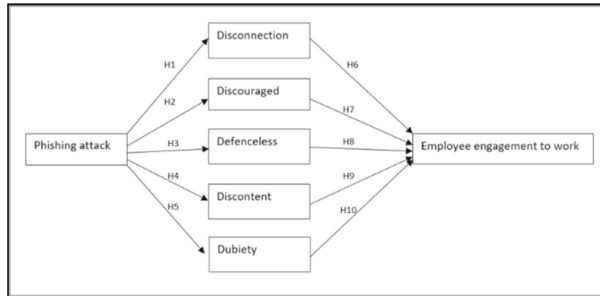 Disconnection
H1
H6
Discouraged
H2
H7
Phishing attack
H3
Defenceless
H8
Employee engagement to work
H4
Discontent
H9
H5
H10
Dubiety